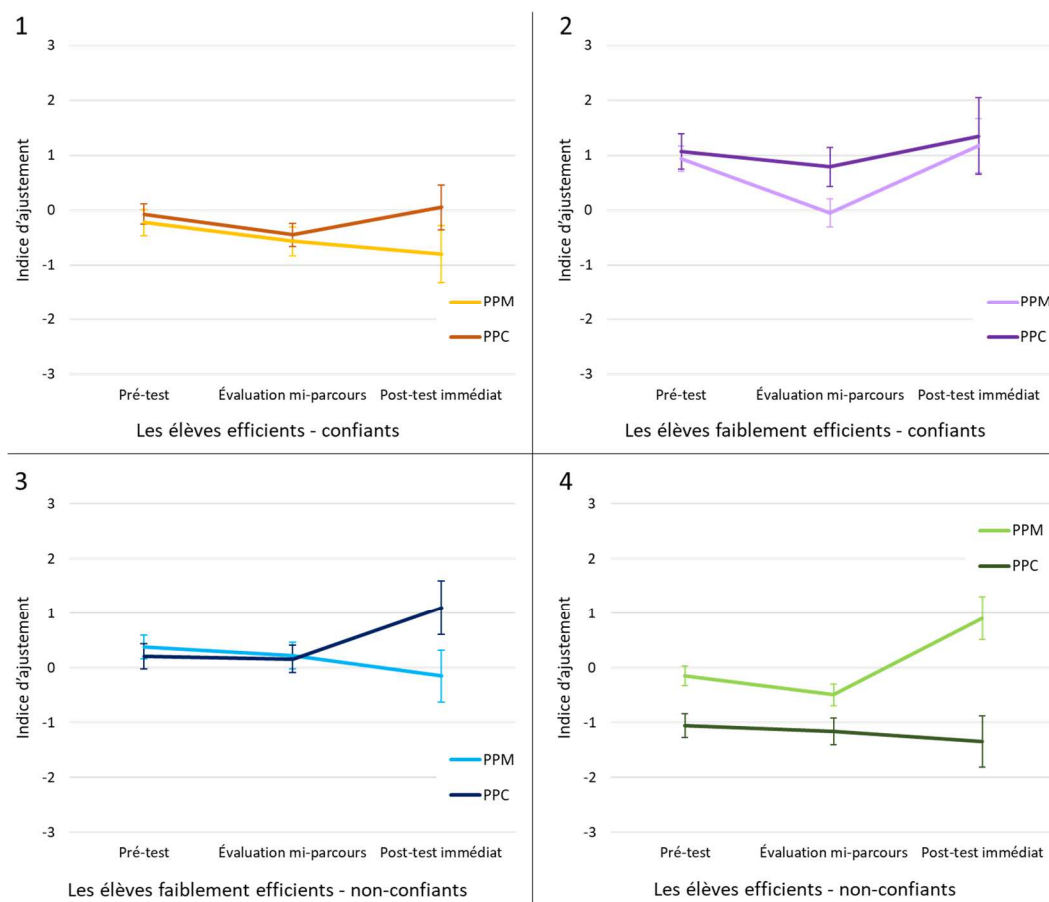 1
3
2
1
0
-1
-2
-3
Indice d'ajustement
PPM
PPC
Pré-test Évaluation mi-parcours Post-test immédiat
Les élèves efficients - confiants
2
3
2
1
0
-1
-2
-3
Indice d'ajustement
PPM
PPC
Pré-test Évaluation mi-parcours Post-test immédiat
Les élèves faiblement efficients - confiants
3
3
2
1
0
-1
-2
-3
Indice d'ajustement
PPM
PPC
Pré-test Évaluation mi-parcours Post-test immédiat
Les élèves faiblement efficients - non-confiants
4
3
2
1
0
-1
-2
-3
Indice d'ajustement
PPM
PPC
Pré-test Évaluation mi-parcours Post-test immédiat
Les élèves efficients - non-confiants